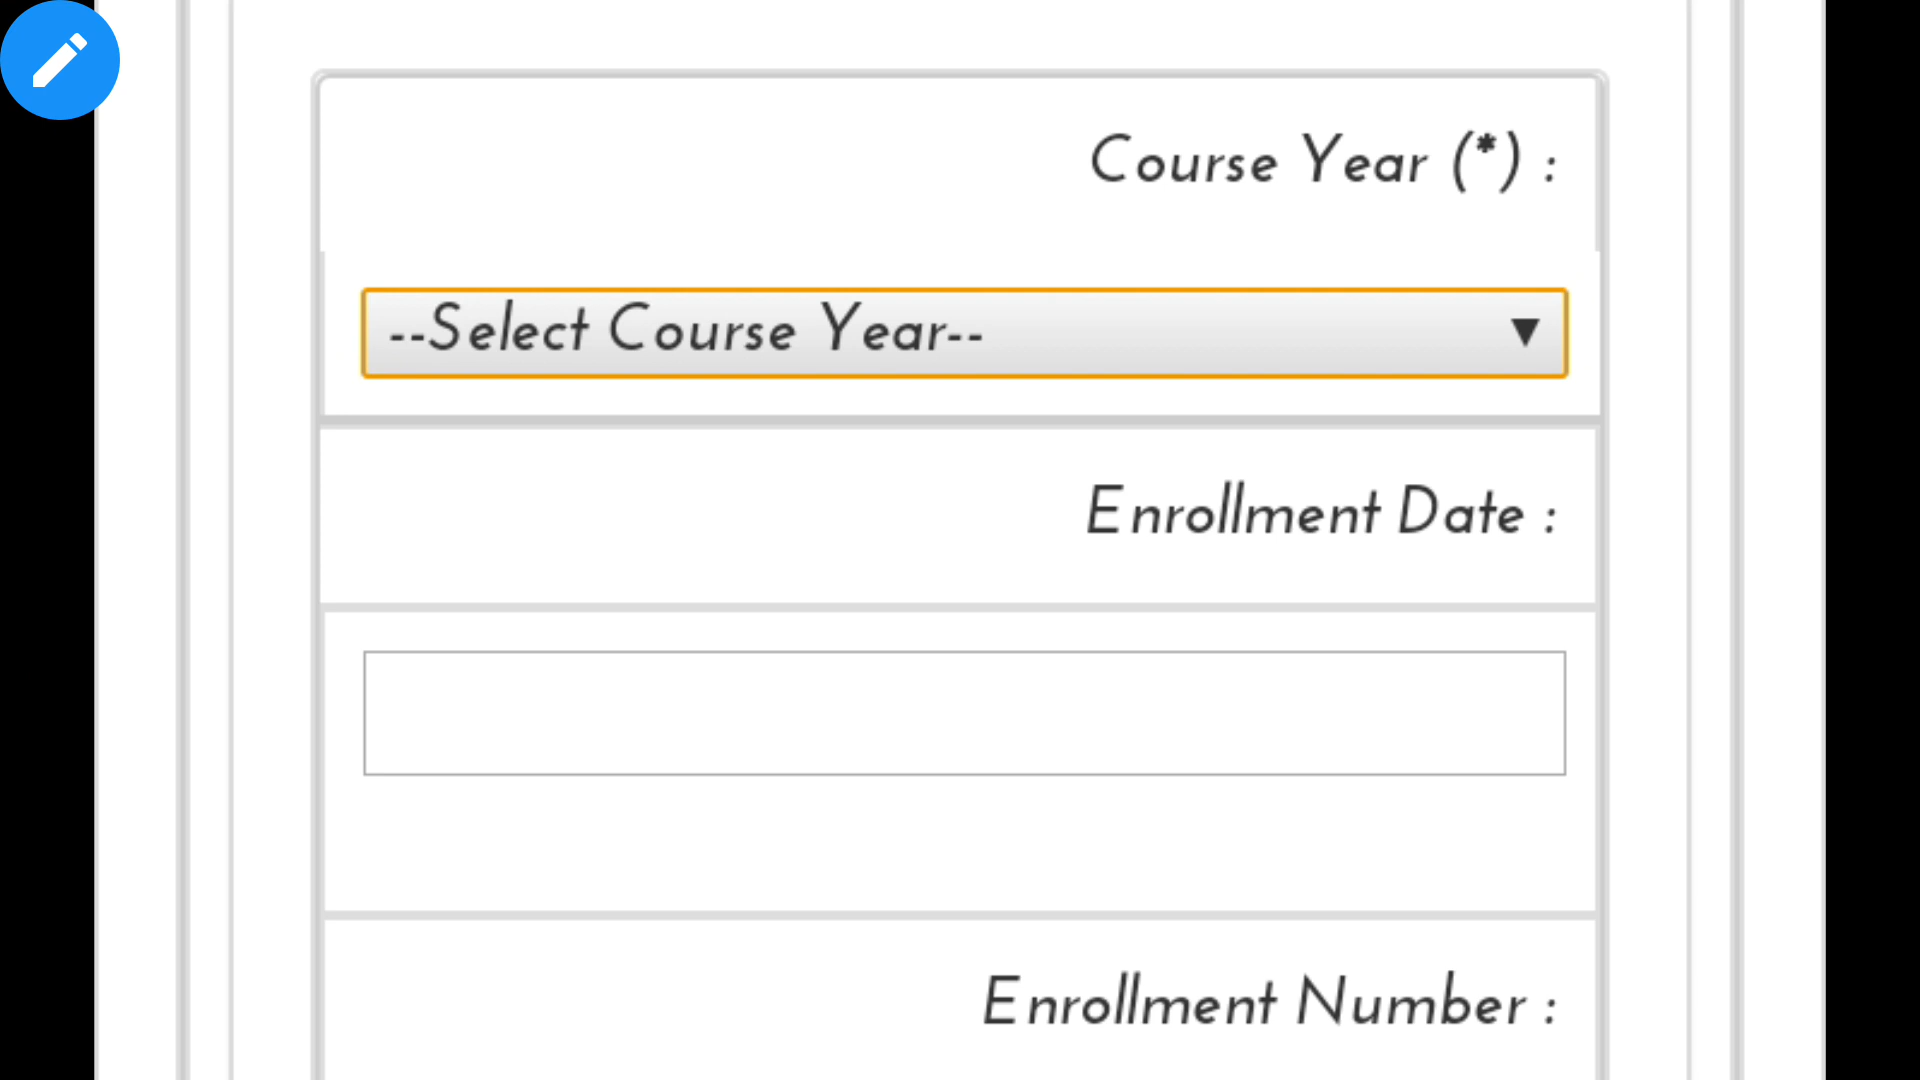 Course Year (*) :
--Select Course Year--
Enrollment Date :
Enrollment Number :